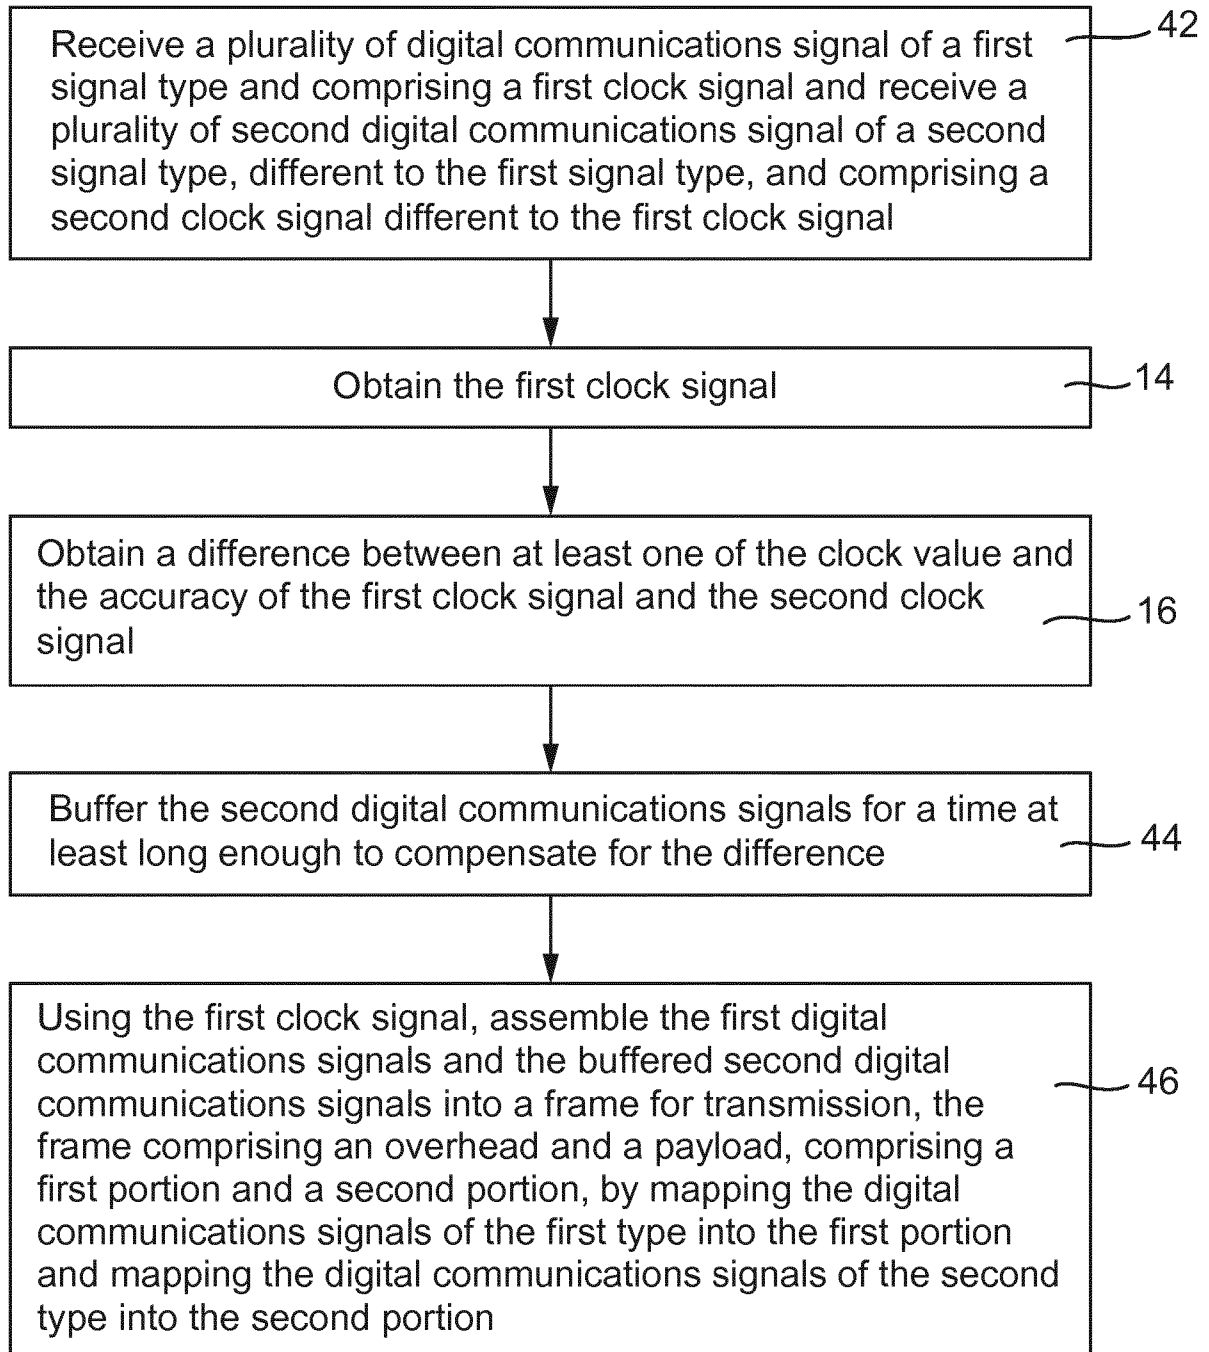 Receive a plurality of digital communications signal of a first
signal type and comprising a first clock signal and receive a
plurality of second digital communications signal of a second
signal type, different to the first signal type, and comprising a
second clock signal different to the first clock signal
42
Obtain the first clock signal
14
Obtain a difference between at least one of the clock value and
the accuracy of the first clock signal and the second clock
signal
16
Buffer the second digital communications signals for a time at
least long enough to compensate for the difference
44
Using the first clock signal, assemble the first digital
communications signals and the buffered second digital
communications signals into a frame for transmission, the
frame comprising an overhead and a payload, comprising a
first portion and a second portion, by mapping the digital
communications signals of the first type into the first portion
and mapping the digital communications signals of the second
type into the second portion
46